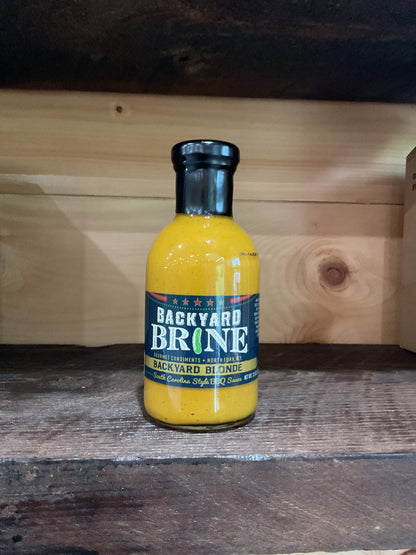 BACKYARD
BRINE
GOURMET CONDIMENTS • NORTH FORK, NY.
BACKYARD BLONDE
South Carolina Style BBQ Sauce